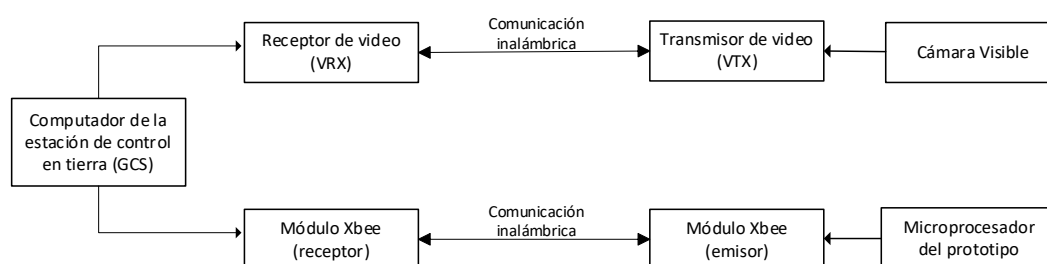 Receptor de video
(VRX)
Comunicación
inalámbrica
Transmisor de video
(VTX)
Cámara Visible
Computador de la
estación de control
en tierra (GCS)
Módulo Xbee
(receptor)
Comunicación
inalámbrica
Módulo Xbee
(emisor)
Microprocesador
del prototipo